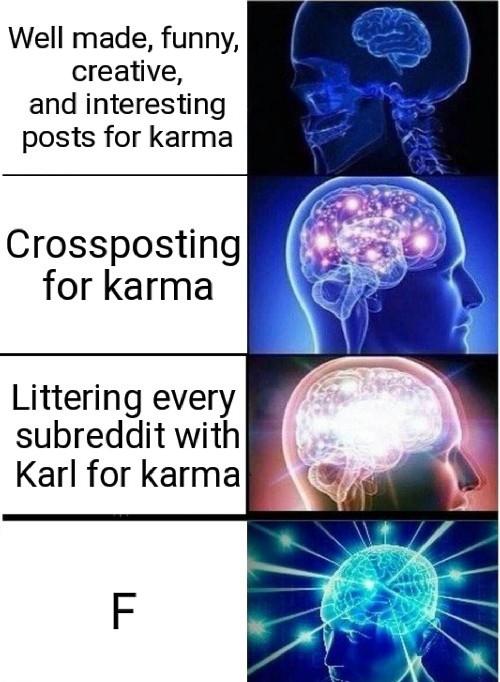 Well made, funny,
creative,
and interesting
posts for karma
Crossposting
for karma
Littering every
subreddit with
Karl for karma
F